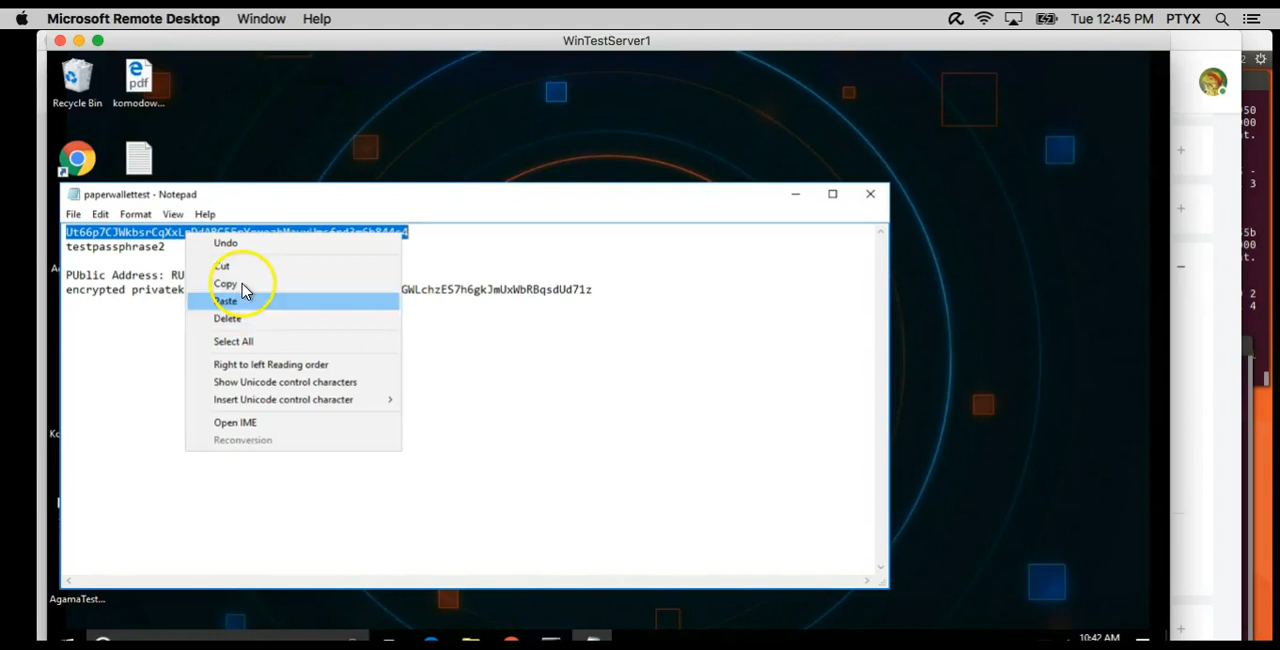 Microsoft Remote Desktop Window Help
Tue 12:45 PM PTYX
WinTestServer1
Recycle Bin
pdf
komodow...
paperwallettest - Notepad
File Edit Format View Help
testpassphrase2
PUblic Address: RU
encrypted privatek GWLchzES7h6gkJmUxWbRBqsdUd71z
Undo
Cut
Copy
Paste
Delete
Select All
Right to left Reading order
Show Unicode control characters
Insert Unicode control character
Open IME
Reconversion
AgamaTest...
10:42 AM